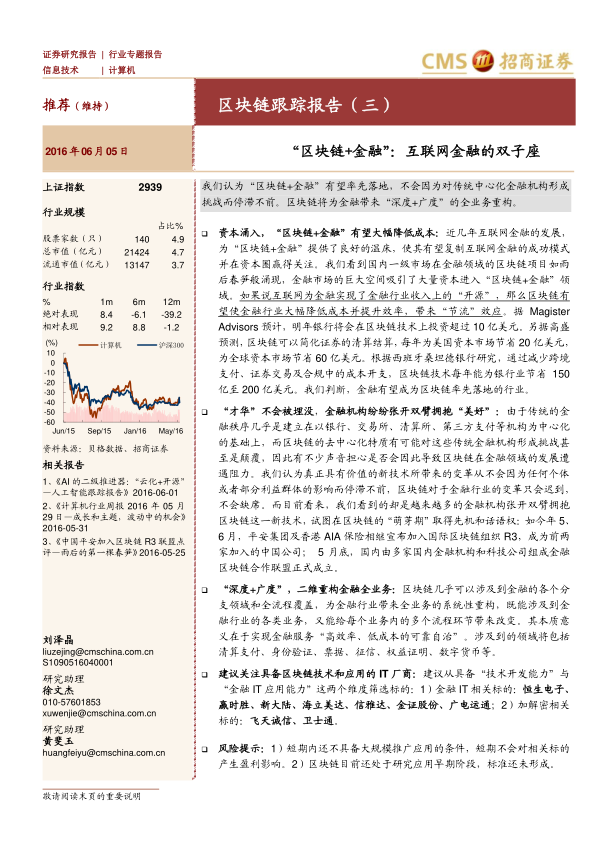 证券研究报告 | 行业专题报告
信息技术 | 计算机
CMS 招商证券
推荐（维持）
区块链跟踪报告（三）
2016年06月05日
“区块链+金融”：互联网金融的双子座
上证指数 2939
行业规模
占比%
股票家数（只） 140 4.9
总市值（亿元） 21424 4.7
流通市值（亿元） 13147 3.7
行业指数
% 1m 6m 12m
绝对表现 8.4 -6.1 -39.2
相对表现 9.2 8.8 -1.2
(%) 计算机 沪深300
10
0
-10
-20
-30
-40
-50
-60
Jun/15 Sep/15 Jan/16 May/16
资料来源：贝格数据、招商证券
相关报告
1、《AI的二级推进器：“云化+开源”
—人工智能跟踪报告》2016-06-01
2、《计算机行业周报 2016 年 05 月
29 日—成长和主题，波动中的机会》
2016-05-31
3、《中国平安加入区块链 R3 联盟点
评—雨后的第一棵春笋》2016-05-25
刘泽晶
liuzejing@cmschina.com.cn
S1090516040001
研究助理
徐文杰
010-57601853
xuwenjie@cmschina.com.cn
研究助理
黄斐玉
huangfeiyu@cmschina.com.cn
我们认为“区块链+金融”有望率先落地，不会因为对传统中心化金融机构形成
挑战而停滞不前。区块链将为金融带来“深度+广度”的全业务重构。
❑ 资本涌入，“区块链+金融”有望大幅降低成本：近几年互联网金融的发展，
为“区块链+金融”提供了良好的温床，使其有望复制互联网金融的成功模式
并在资本圈赢得关注。我们看到国内一级市场在金融领域的区块链项目如雨
后春笋般涌现，金融市场的巨大空间吸引了大量资本进入“区块链+金融”领
域。如果说互联网为金融实现了金融行业收入上的“开源”，那么区块链有
望使金融行业大幅降低成本并提升效率，带来“节流”效应。据 Magister
Advisors 预计，明年银行将会在区块链技术上投资超过 10 亿美元。另据高盛
预测，区块链可以简化证券的清算结算，每年为美国资本市场节省 20 亿美元，
为全球资本市场节省 60 亿美元。根据西班牙桑坦德银行研究，通过减少跨境
支付、证券交易及合规中的成本开支，区块链技术每年能为银行业节省 150
亿至 200 亿美元。我们判断，金融有望成为区块链率先落地的行业。
❑ “才华”不会被埋没，金融机构纷纷张开双臂拥抱“美好”：由于传统的金
融秩序几乎是建立在以银行、交易所、清算所、第三方支付等机构为中心化
的基础上，而区块链的去中心化特质有可能对这些传统金融机构形成挑战甚
至是颠覆，因此有不少声音担心是否会因此导致区块链在金融领域的发展遭
遇阻力。我们认为真正具有价值的新技术所带来的变革从不会因为任何个体
或者部分利益群体的影响而停滞不前，区块链对于金融行业的变革只会迟到，
不会缺席。而目前看来，我们看到的却是越来越多的金融机构张开双臂拥抱
区块链这一新技术，试图在区块链的“萌芽期”取得先机和话语权：如今年 5、
6 月，平安集团及香港 AIA 保险相继宣布加入国际区块链组织 R3，成为前两
家加入的中国公司； 5 月底，国内由多家国内金融机构和科技公司组成金融
区块链合作联盟正式成立。
❑ “深度+广度”，二维重构金融全业务：区块链几乎可以涉及到金融的各个分
支领域和全流程覆盖，为金融行业带来全业务的系统性重构，既能涉及到金
融行业的各类业务，又能给每个业务内的多个流程环节带来改变。其本质意
义在于实现金融服务“高效率、低成本的可靠自治”。涉及到的领域将包括
清算支付、身份验证、票据、征信、权益证明、数字货币等。
❑ 建议关注具备区块链技术和应用的 IT 厂商：建议从具备“技术开发能力”与
“金融 IT 应用能力”这两个维度筛选标的：1）金融 IT 相关标的：恒生电子、
赢时胜、新大陆、海立美达、信雅达、金证股份、广电运通；2）加解密相关
标的：飞天诚信、卫士通。
❑ 风险提示：1）短期内还不具备大规模推广应用的条件，短期不会对相关标的
产生盈利影响。2）区块链目前还处于研究应用早期阶段，标准还未形成。
敬请阅读末页的重要说明